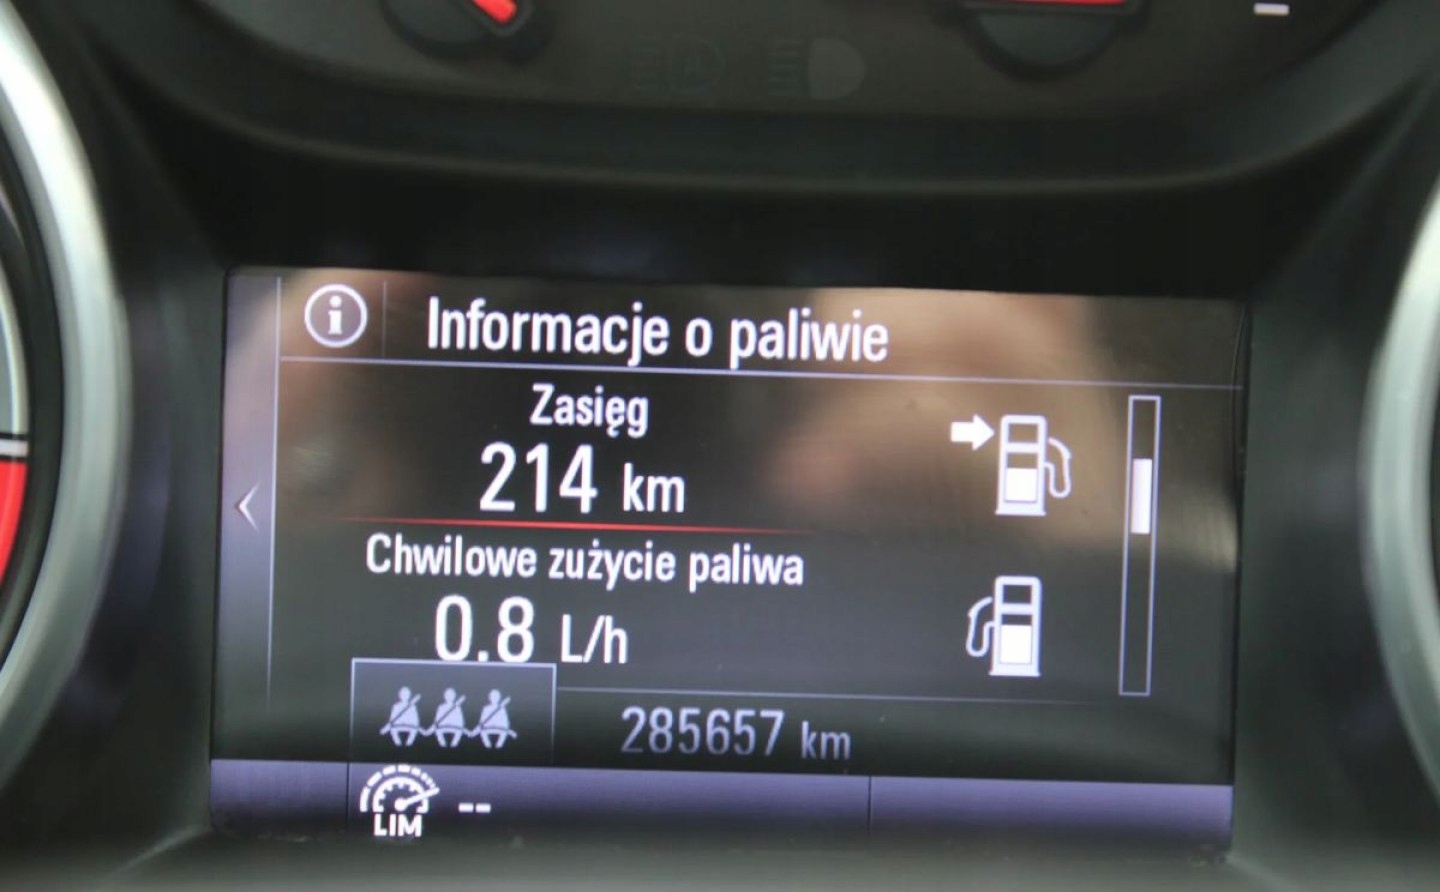 Informacje o paliwie
Zasięg
214 km
Chwilowe zużycie paliwa
0.8 L/h
285657 km
LIM --